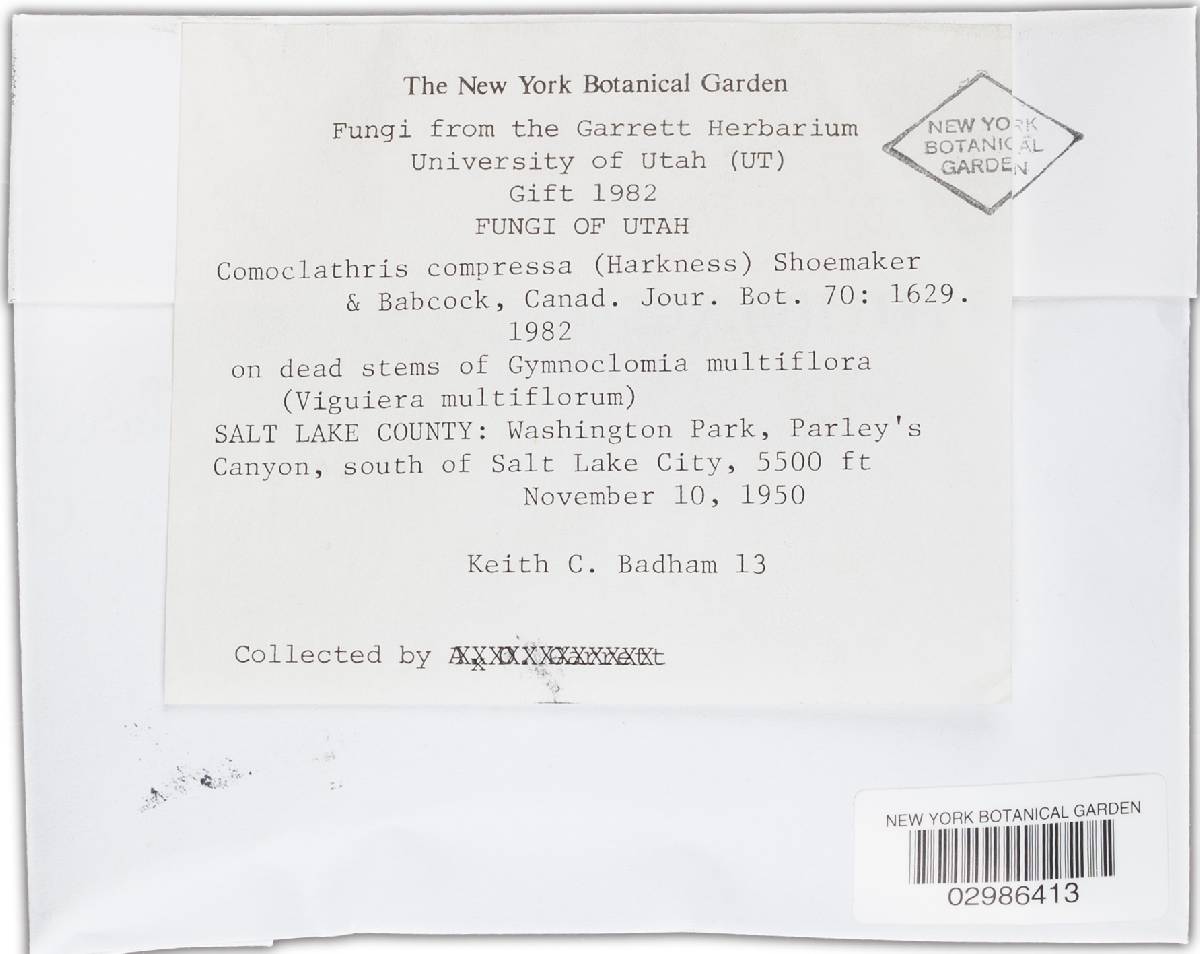 The New York Botanical Garden
Fungi from the Garrett Herbarium
University of Utah (UT)
Gift 1982
FUNGI OF UTAH
NEW YORK
BOTANICAL
GARDEN
Comoclathris compressa (Harkness) Shoemaker
& Babcock, Canad. Jour. Bot. 70: 1629.
1982
on dead stems of Gymnoclomia multiflora
(Viguiera multiflorum)
SALT LAKE COUNTY: Washington Park, Parley's
Canyon, south of Salt Lake City, 5500 ft
November 10, 1950
Keith C. Badham 13
Collected by A. O. Garrett
NEW YORK BOTANICAL GARDEN
02986413